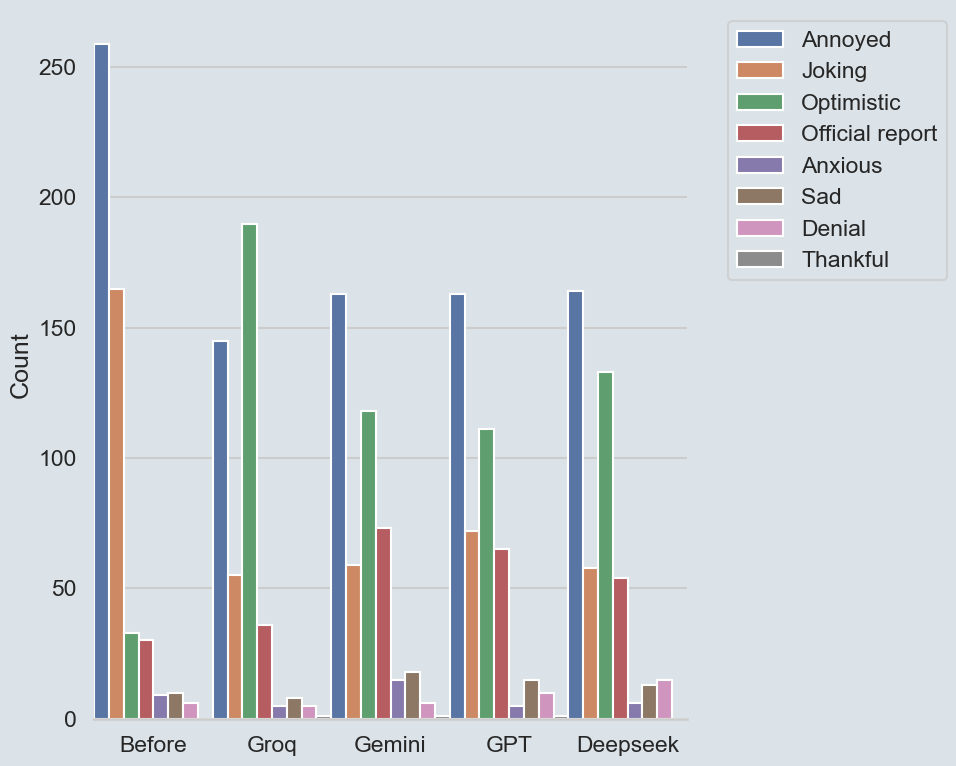 250
200
150
100
50
0
Count
Before
Groq
Gemini
GPT
Deepseek
Annoyed
Joking
Optimistic
Official report
Anxious
Sad
Denial
Thankful